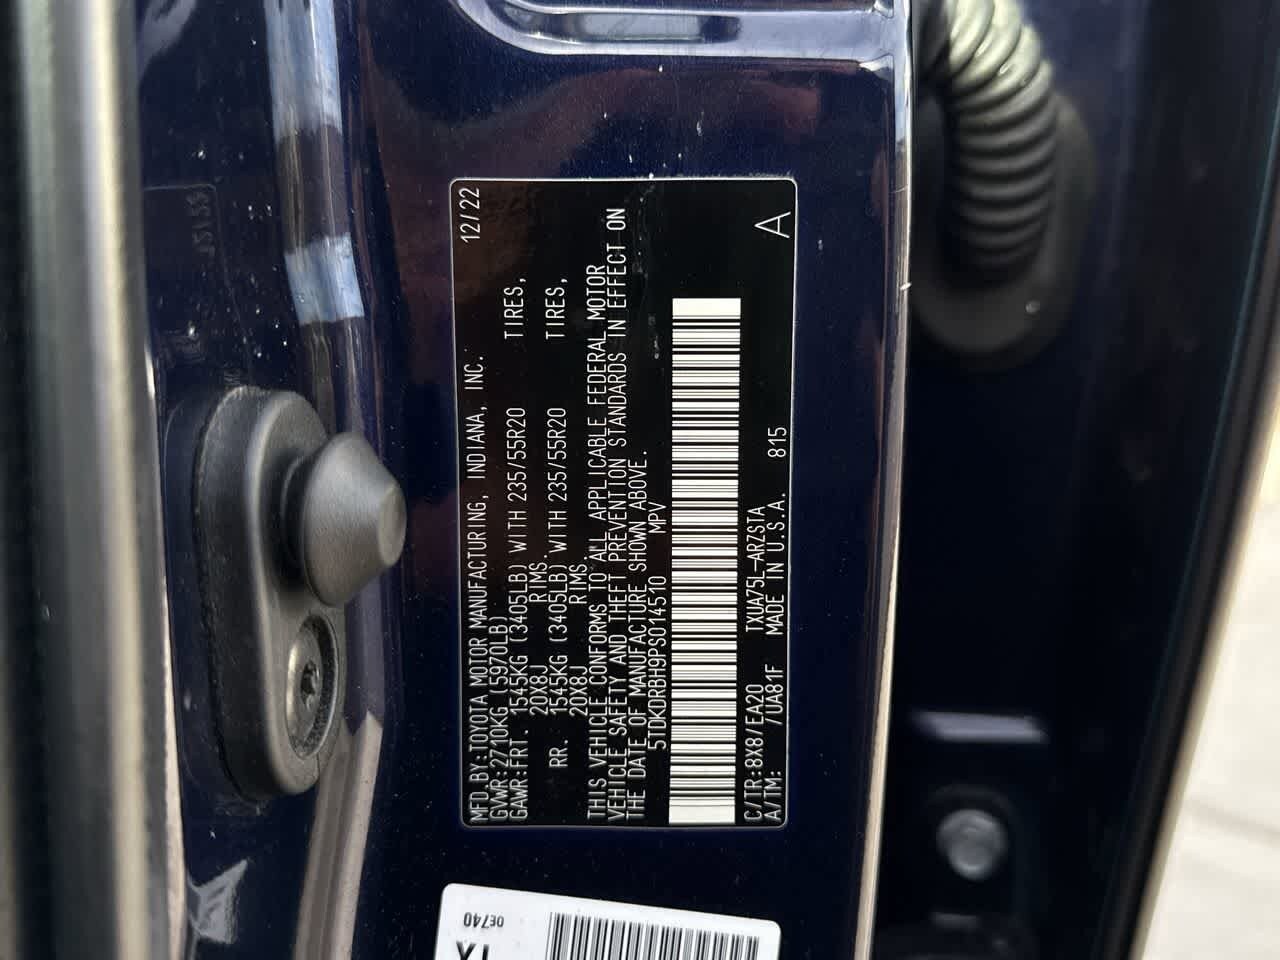 MFD.BY:TOYOTA MOTOR MANUFACTURING, INDIANA, INC. 12/22
GVWR:2710KG (5970LB)
GAWR:FRT. 1545KG (3405LB) WITH 235/55R20 TIRES,
20X8J RIMS.
RR. 1545KG (3405LB) WITH 235/55R20 TIRES,
20X8J RIMS.
THIS VEHICLE CONFORMS TO ALL APPLICABLE FEDERAL MOTOR
VEHICLE SAFETY AND THEFT PREVENTION STANDARDS IN EFFECT ON
THE DATE OF MANUFACTURE SHOWN ABOVE.
5TDKDRBH9PS014510 MPV
C/TR:8X8/EA20 TXUA75L-ARZSTA
A/TM: /UA81F MADE IN U.S.A. 815 A
0E740